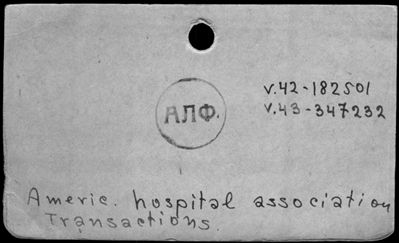 v.42-182501
v.43-347232
АЛФ.
Americ. hospital association
Transactions.